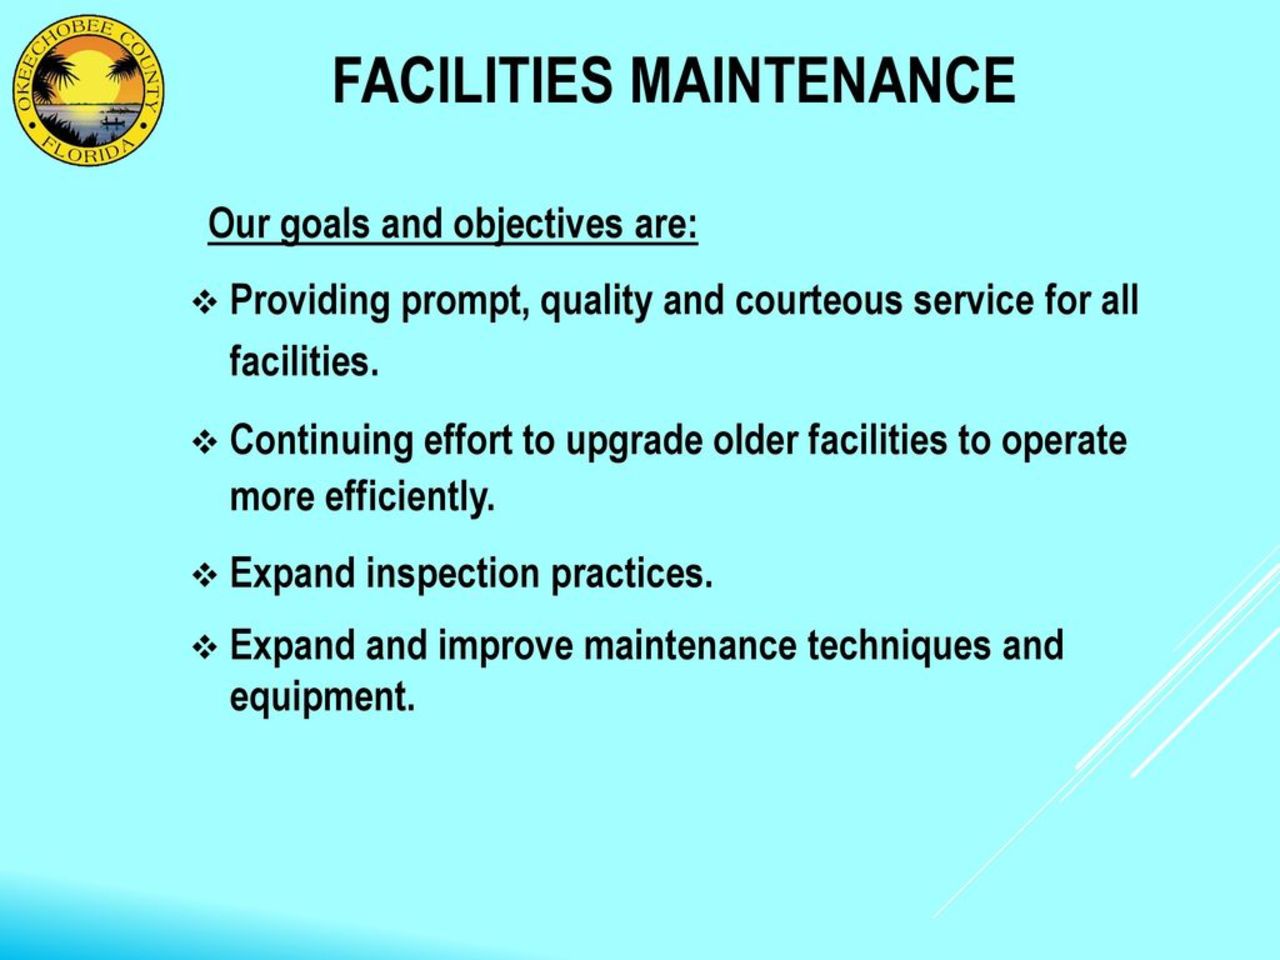 OKEECHOBEE COUNTY
FLORIDA
FACILITIES MAINTENANCE
Our goals and objectives are:
Providing prompt, quality and courteous service for all
facilities.
Continuing effort to upgrade older facilities to operate
more efficiently.
Expand inspection practices.
Expand and improve maintenance techniques and
equipment.